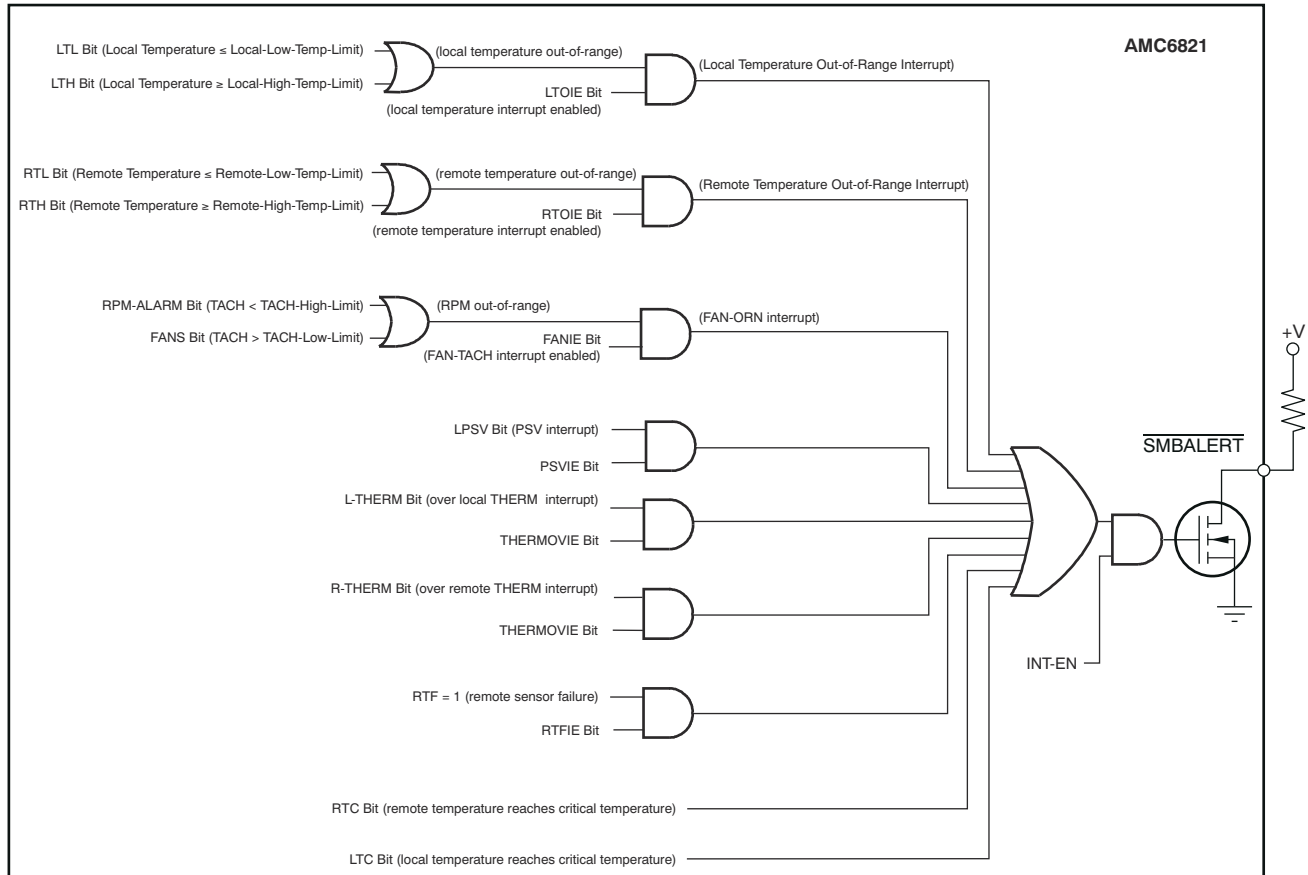 AMC6821
LTL Bit (Local Temperature ≤ Local-Low-Temp-Limit)
(local temperature out-of-range)
(Local Temperature Out-of-Range Interrupt)
LTH Bit (Local Temperature ≥ Local-High-Temp-Limit)
LTOIE Bit
(local temperature interrupt enabled)
RTL Bit (Remote Temperature ≤ Remote-Low-Temp-Limit)
(remote temperature out-of-range)
(Remote Temperature Out-of-Range Interrupt)
RTH Bit (Remote Temperature ≥ Remote-High-Temp-Limit)
RTOIE Bit
(remote temperature interrupt enabled)
RPM-ALARM Bit (TACH < TACH-High-Limit)
(RPM out-of-range)
(FAN-ORN interrupt)
FANS Bit (TACH > TACH-Low-Limit)
FANIE Bit
(FAN-TACH interrupt enabled)
+V
LPSV Bit (PSV interrupt)
PSVIE Bit
SMBALERT
L-THERM Bit (over local THERM interrupt)
THERMOVIE Bit
R-THERM Bit (over remote THERM interrupt)
THERMOVIE Bit
INT-EN
RTF = 1 (remote sensor failure)
RTFIE Bit
RTC Bit (remote temperature reaches critical temperature)
LTC Bit (local temperature reaches critical temperature)